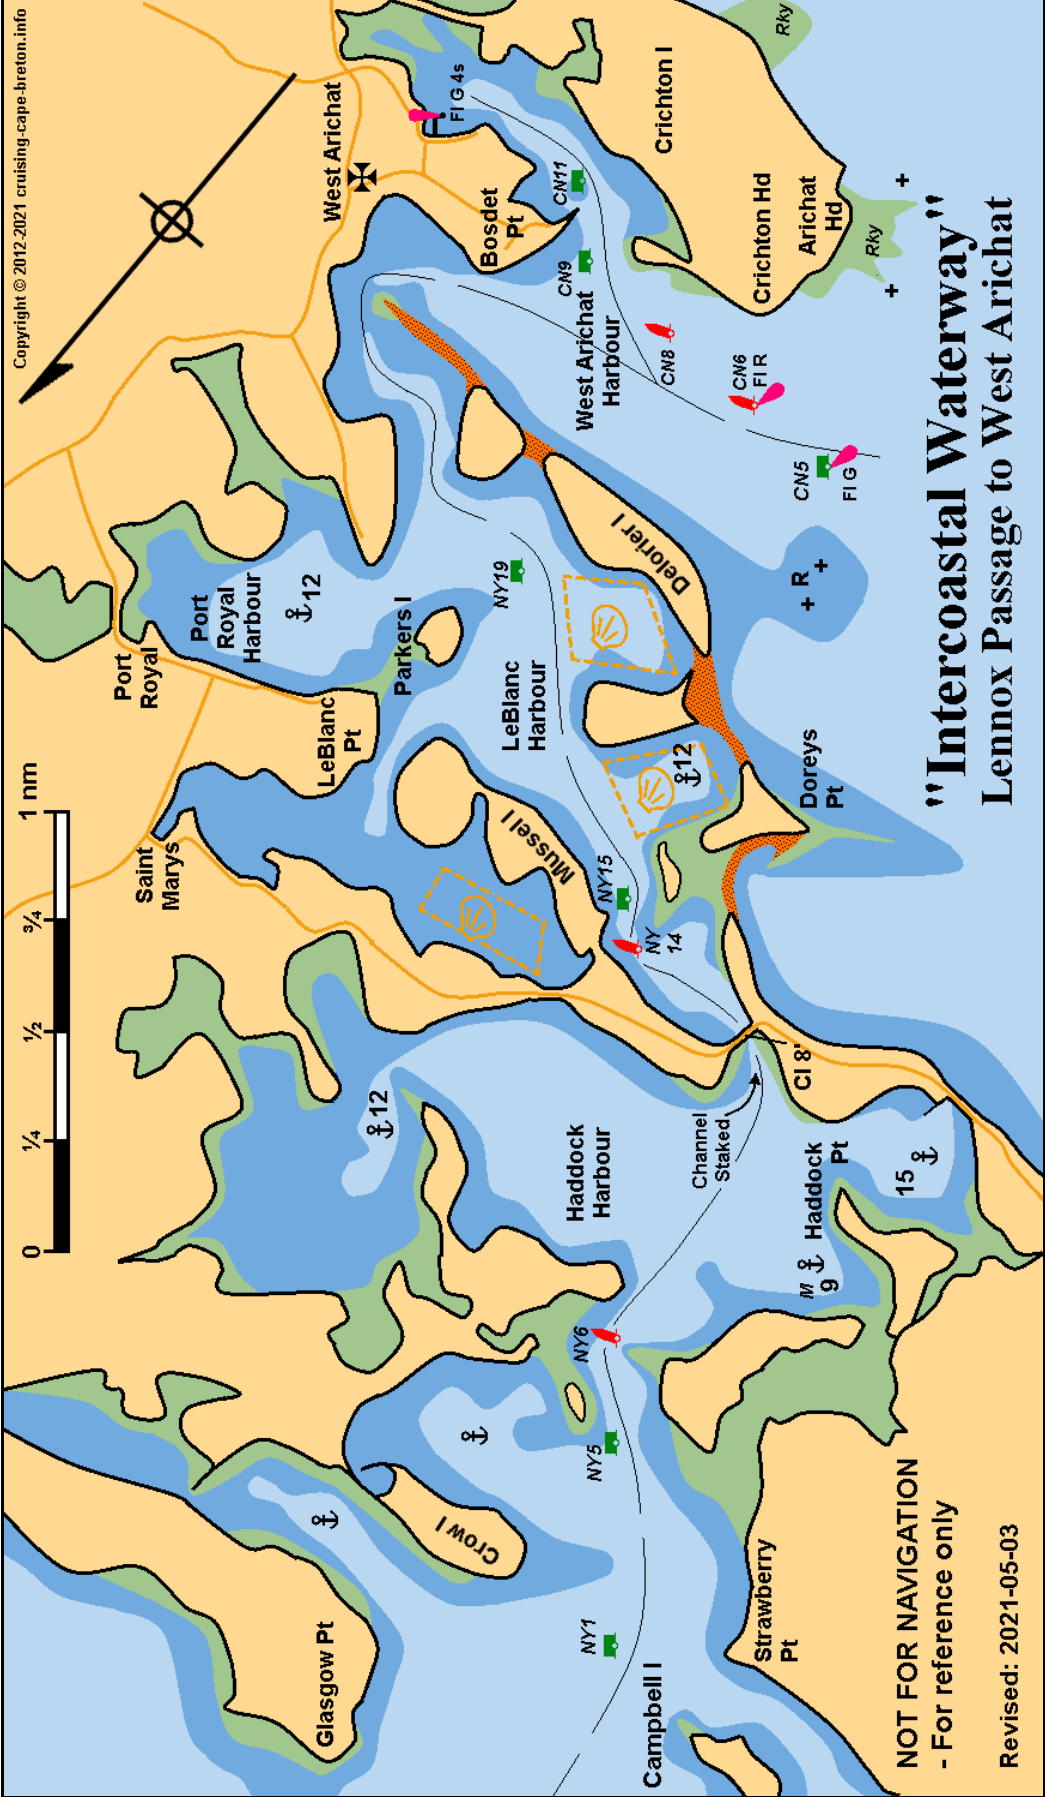 Copyright © 2012-2021 cruising-cape-breton.info
0
1/4
1/2
3/4
1 nm
Glasgow Pt
Crow I
Campbell I
NY1
NY5
NY6
Strawberry
Pt
Haddock
Harbour
12
Channel
Staked
M
9
Haddock
Pt
15
Cl 8'
Saint
Marys
Port
Royal
LeBlanc
Pt
Port
Royal
Harbour
12
Parkers I
Mussel I
NY
14
NY15
LeBlanc
Harbour
NY19
12
Doreys
Pt
Delorier I
R
West Arichat
Fl G 4s
Bosdet
Pt
CN11
CN9
West Arichat
Harbour
CN8
CN6
Fl R
CN5
Fl G
Crichton I
Crichton Hd
Arichat
Hd
Rky
Rky
"Intercoastal Waterway"
Lennox Passage to West Arichat
NOT FOR NAVIGATION
- For reference only
Revised: 2021-05-03